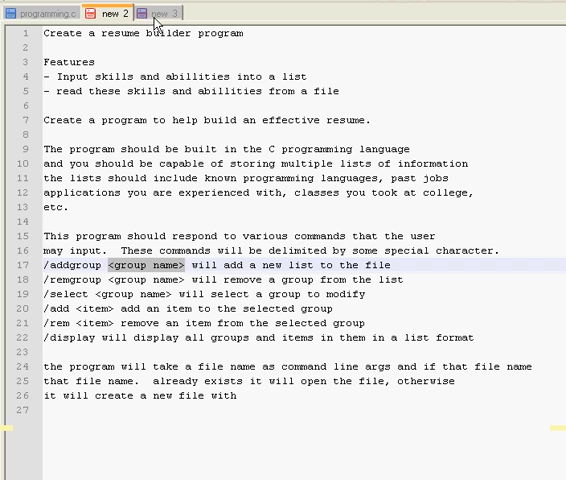 programming.c new 2 new 3
1 Create a resume builder program
2
3 Features
4 - Input skills and abillities into a list
5 - read these skills and abillities from a file
6
7 Create a program to help build an effective resume.
8
9 The program should be built in the C programming language
10 and you should be capable of storing multiple lists of information
11 the lists should include known programming languages, past jobs
12 applications you are experienced with, classes you took at college,
13 etc.
14
15 This program should respond to various commands that the user
16 may input.  These commands will be delimited by some special character.
17 /addgroup <group name> will add a new list to the file
18 /remgroup <group name> will remove a group from the list
19 /select <group name> will select a group to modify
20 /add <item> add an item to the selected group
21 /rem <item> remove an item from the selected group
22 /display will display all groups and items in them in a list format
23
24 the program will take a file name as command line args and if that file name
25 that file name.  already exists it will open the file, otherwise
26 it will create a new file with
27